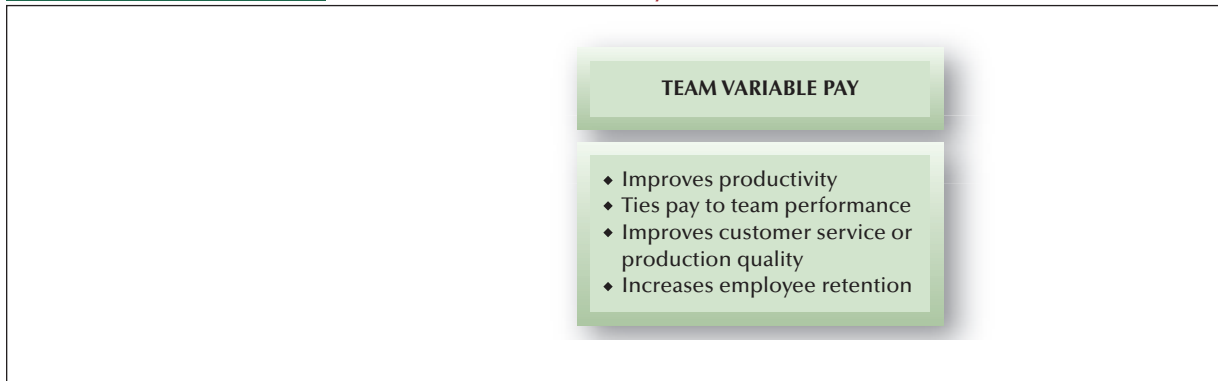 TEAM VARIABLE PAY
◆ Improves productivity
◆ Ties pay to team performance
◆ Improves customer service or
production quality
◆ Increases employee retention